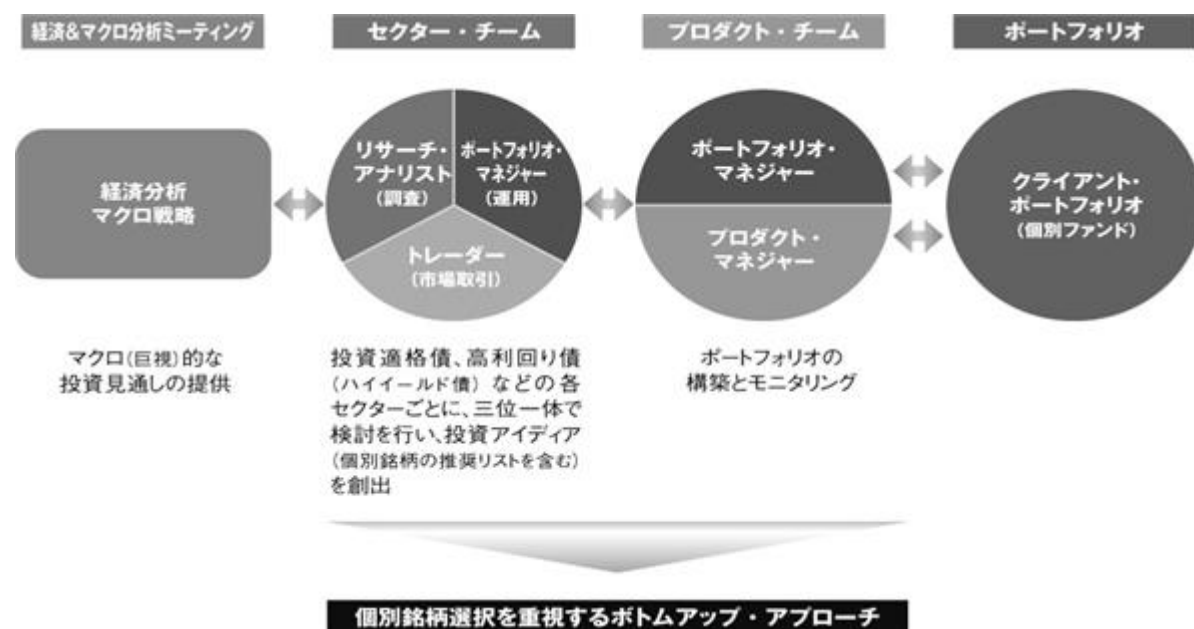 経済&マクロ分析ミーティング
セクター・チーム
プロダクト・チーム
ポートフォリオ
経済分析
マクロ戦略
リサーチ・
アナリスト
(調査)
ポートフォリオ・
マネジャー
(運用)
トレーダー
(市場取引)
ポートフォリオ・
マネジャー
プロダクト・
マネジャー
クライアント・
ポートフォリオ
(個別ファンド)
マクロ(巨視)的な
投資見通しの提供
投資適格債、高利回り債
(ハイイールド債)などの各
セクターごとに、三位一体で
検討を行い、投資アイディア
(個別銘柄の推奨リストを含む)
を創出
ポートフォリオの
構築とモニタリング
個別銘柄選択を重視するボトムアップ・アプローチ